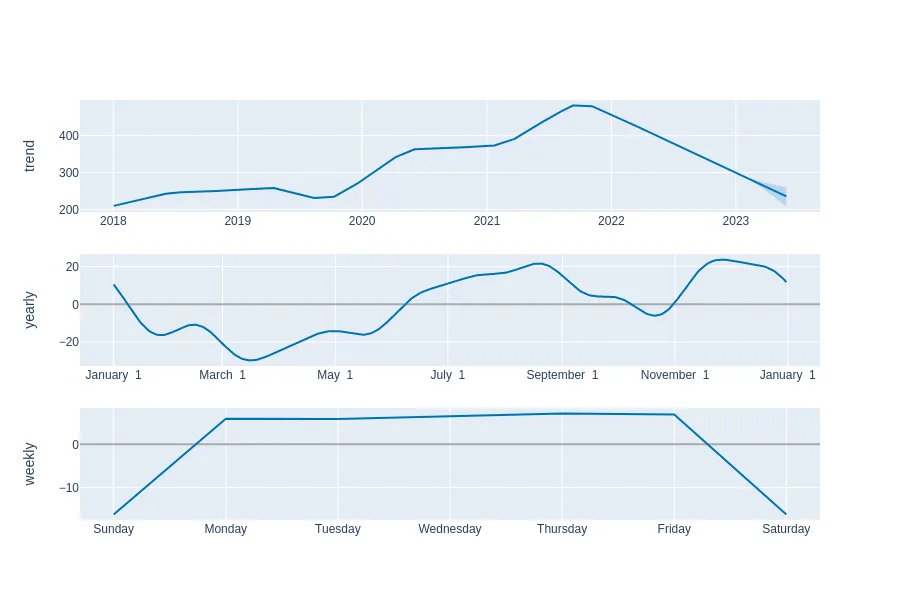 trend
400
300
200
2018 2019 2020 2021 2022 2023
yearly
20
0
−20
January 1 March 1 May 1 July 1 September 1 November 1 January 1
weekly
0
−10
Sunday Monday Tuesday Wednesday Thursday Friday Saturday